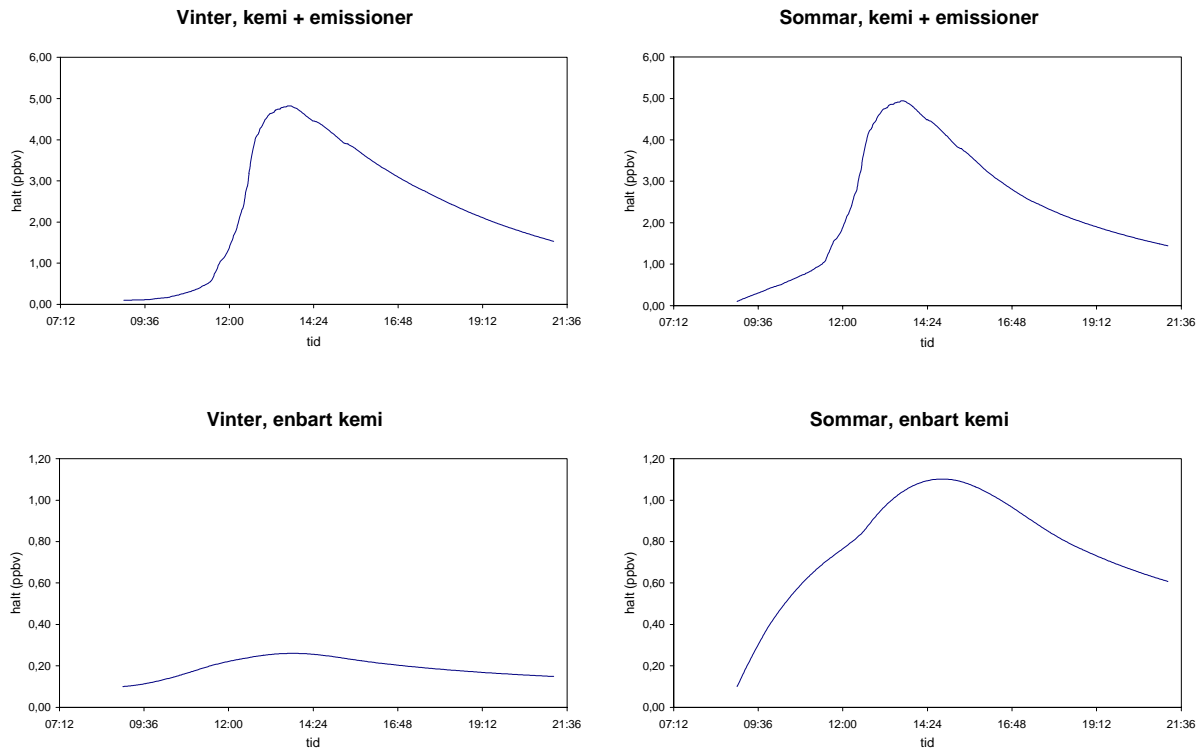 Vinter, kemi + emissioner
6,00
5,00
4,00
3,00
2,00
1,00
0,00
halt (ppbv)
07:12 09:36 12:00 14:24 16:48 19:12 21:36
tid
Sommar, kemi + emissioner
6,00
5,00
4,00
3,00
2,00
1,00
0,00
halt (ppbv)
07:12 09:36 12:00 14:24 16:48 19:12 21:36
tid
Vinter, enbart kemi
1,20
1,00
0,80
0,60
0,40
0,20
0,00
halt (ppbv)
07:12 09:36 12:00 14:24 16:48 19:12 21:36
tid
Sommar, enbart kemi
1,20
1,00
0,80
0,60
0,40
0,20
0,00
halt (ppbv)
07:12 09:36 12:00 14:24 16:48 19:12 21:36
tid